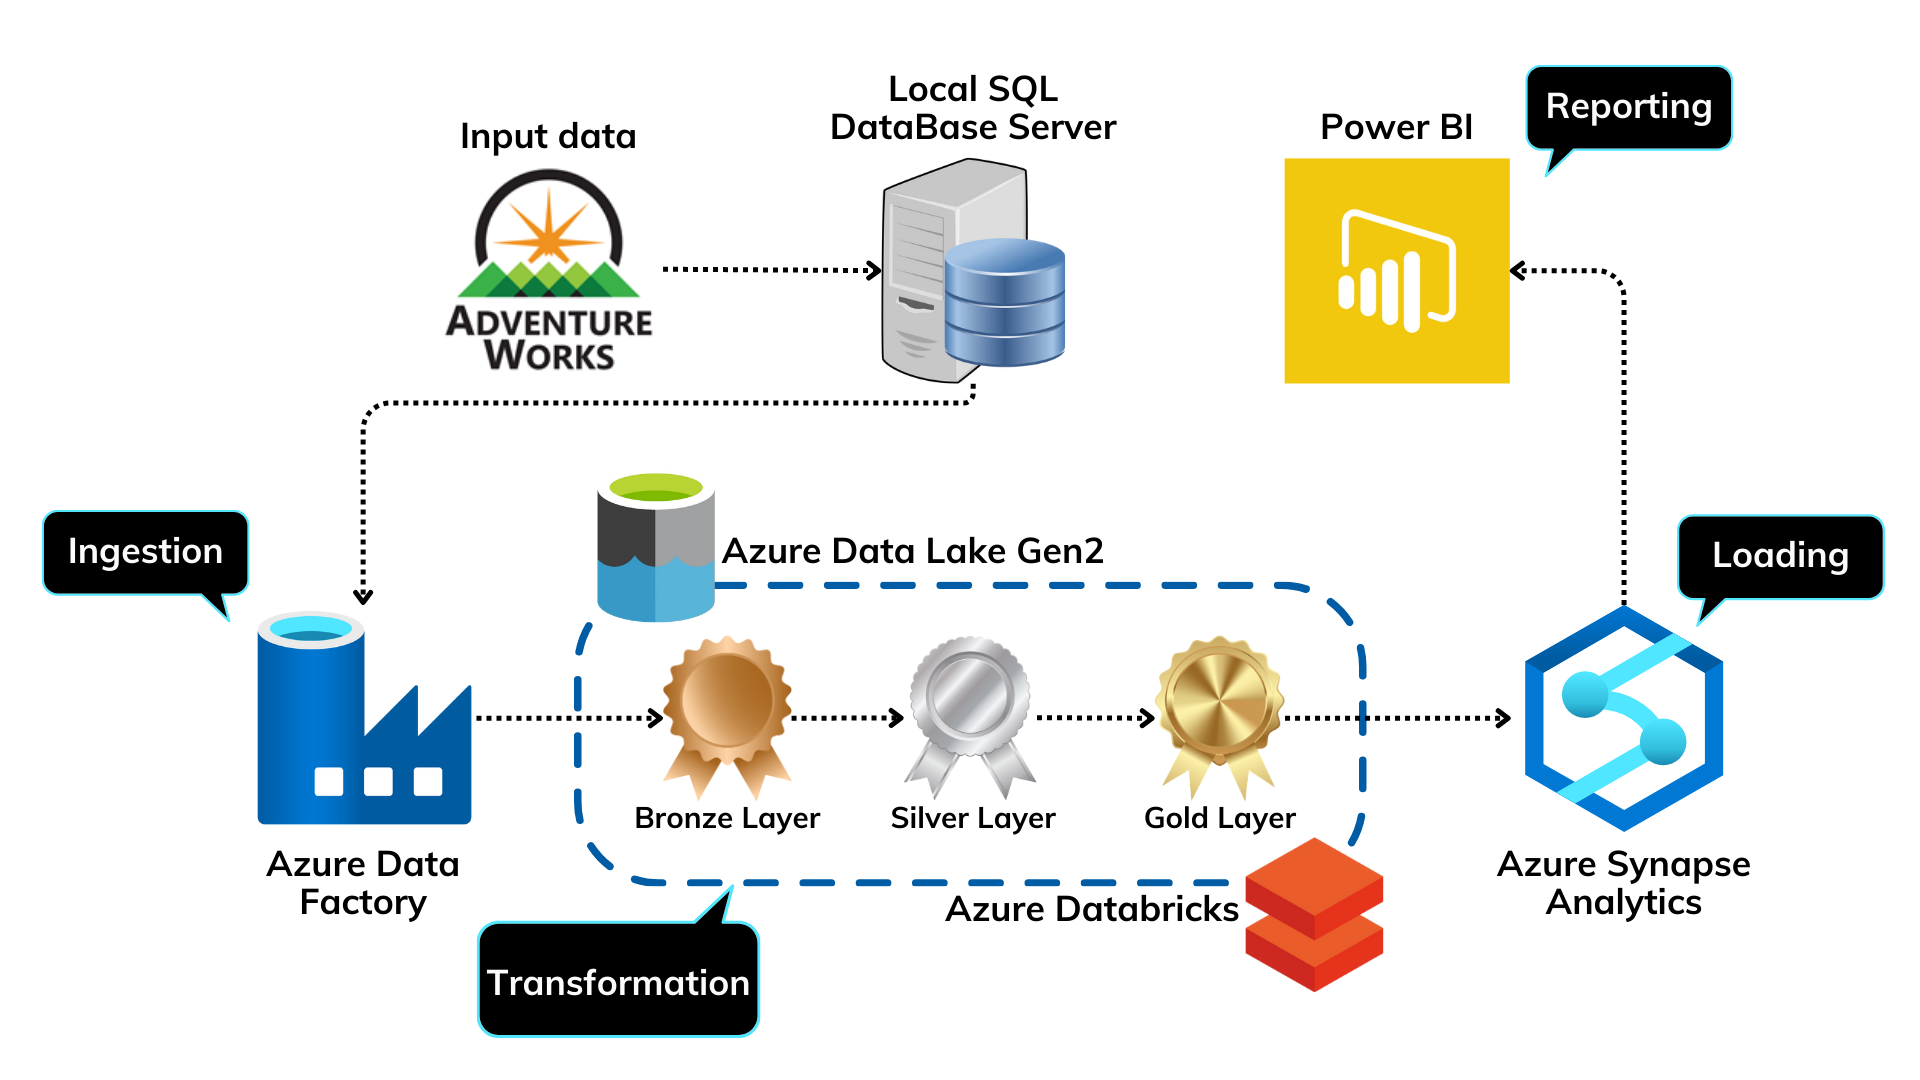 Input data
ADVENTURE
WORKS
Local SQL
DataBase Server
Power BI
Reporting
Ingestion
Azure Data
Factory
Azure Data Lake Gen2
Bronze Layer
Silver Layer
Gold Layer
Azure Databricks
Transformation
Loading
Azure Synapse
Analytics